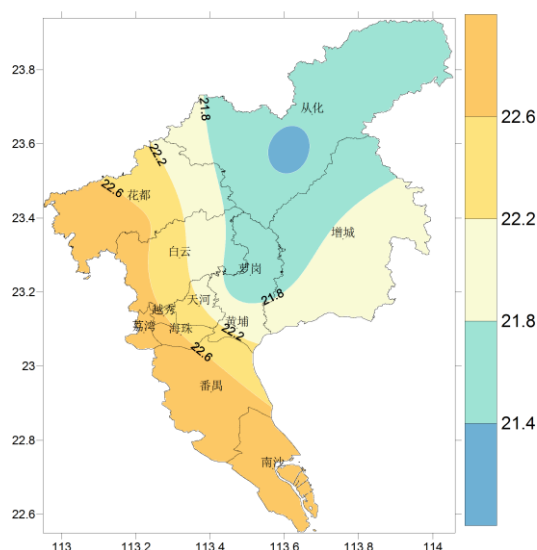 23.8
23.6
23.4
23.2
23
22.8
22.6
113
113.2
113.4
113.6
113.8
114
从化
花都
增城
白云
萝岗
天河
越秀
黄埔
荔湾
海珠
番禺
南沙
21.8
22.2
22.6
21.8
22.2
22.6
22.6
22.2
21.8
21.4